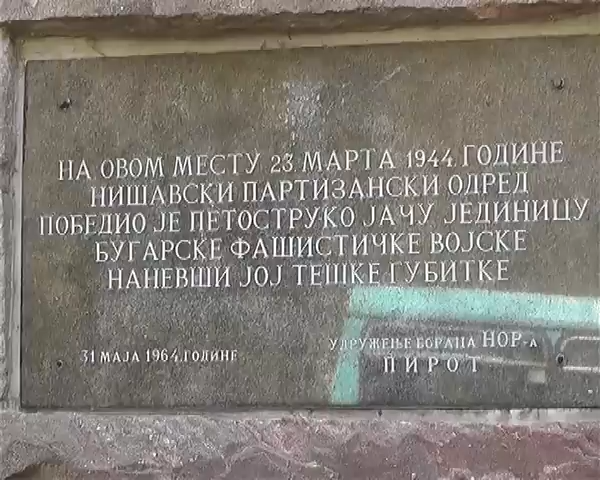 НА ОВОМ МЕСТУ 23. МАРТА 1944. ГОДИНЕ
НИШАВСКИ ПАРТИЗАНСКИ ОДРЕД
ПОБЕДИО ЈЕ ПЕТОСТРУКО ЈАЧУ ЈЕДИНИЦУ
БУГАРСКЕ ФАШИСТИЧКЕ ВОЈСКЕ
НАНЕВШИ ЈОЈ ТЕШКЕ ГУБИТКЕ
31 МАЈА 1964. ГОДИНЕ
УДРУЖЕЊЕ БОРАЦА НОР-а
ПИРОТ